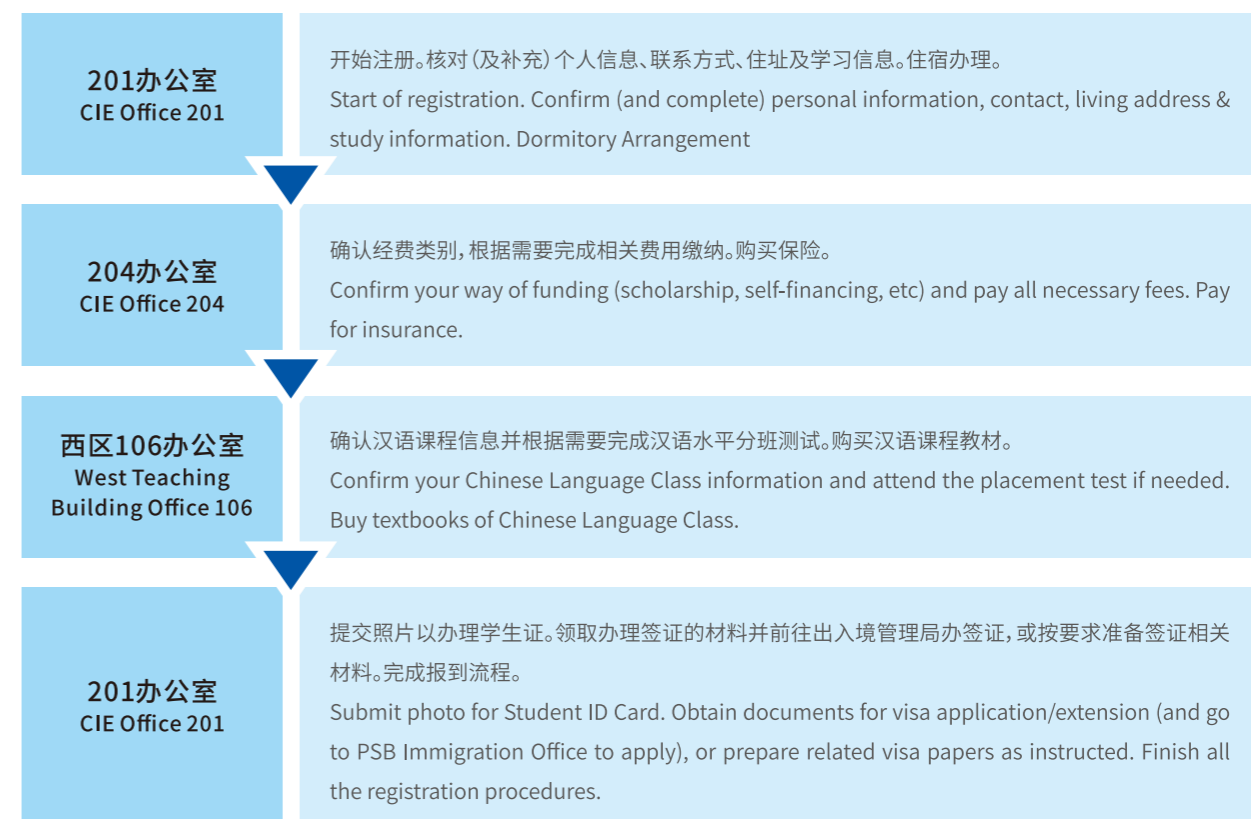 201办公室
CIE Office 201
开始注册。核对（及补充）个人信息、联系方式、住址及学习信息。住宿办理。
Start of registration. Confirm (and complete) personal information, contact, living address &
study information. Dormitory Arrangement
204办公室
CIE Office 204
确认经费类别，根据需要完成相关费用缴纳。购买保险。
Confirm your way of funding (scholarship, self-financing, etc) and pay all necessary fees. Pay
for insurance.
西区106办公室
West Teaching
Building Office 106
确认汉语课程信息并根据需要完成汉语水平分班测试。购买汉语课程教材。
Confirm your Chinese Language Class information and attend the placement test if needed.
Buy textbooks of Chinese Language Class.
201办公室
CIE Office 201
提交照片以办理学生证。领取办理签证的材料并前往出入境管理局办签证，或按要求准备签证相关
材料。完成报到流程。
Submit photo for Student ID Card. Obtain documents for visa application/extension (and go
to PSB Immigration Office to apply), or prepare related visa papers as instructed. Finish all
the registration procedures.